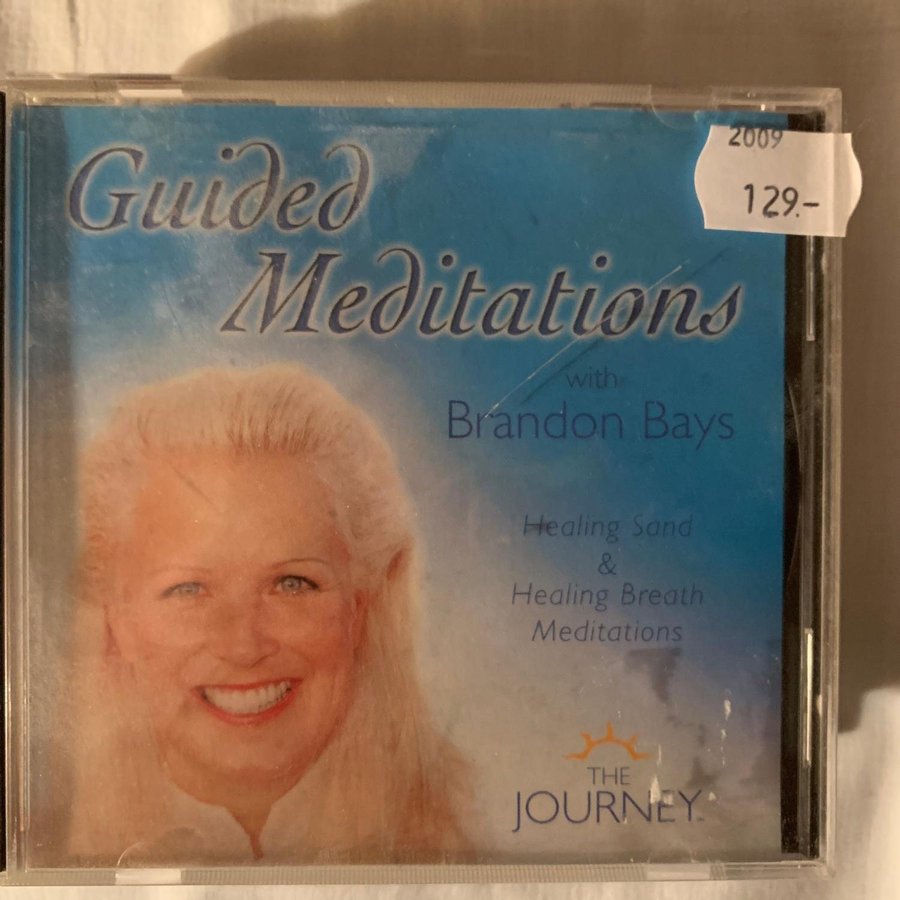 Guided
Meditations
with
Brandon Bays
Healing Sand
&
Healing Breath
Meditations
THE
JOURNEY
2009
129.-